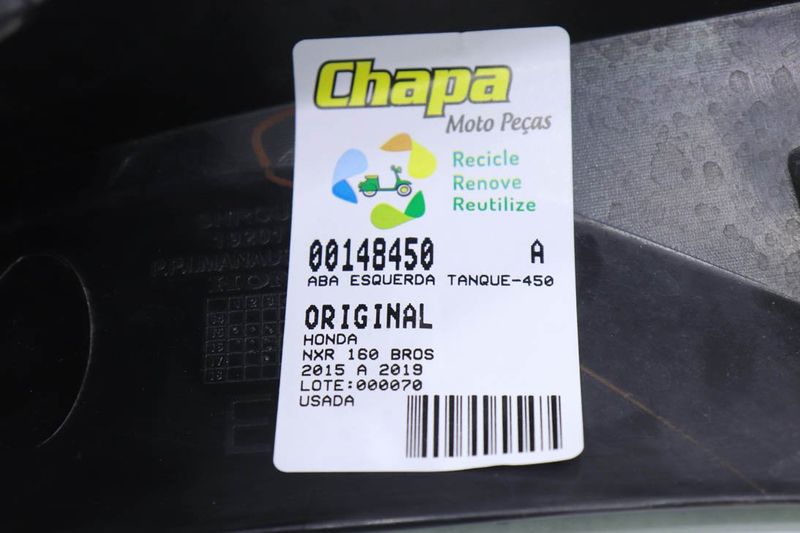 Chapa
Moto Peças
Recicle
Renove
Reutilize
00148450 A
ABA ESQUERDA TANQUE-450
ORIGINAL
HONDA
NXR 160 BROS
2015 A 2019
LOTE:000070
USADA